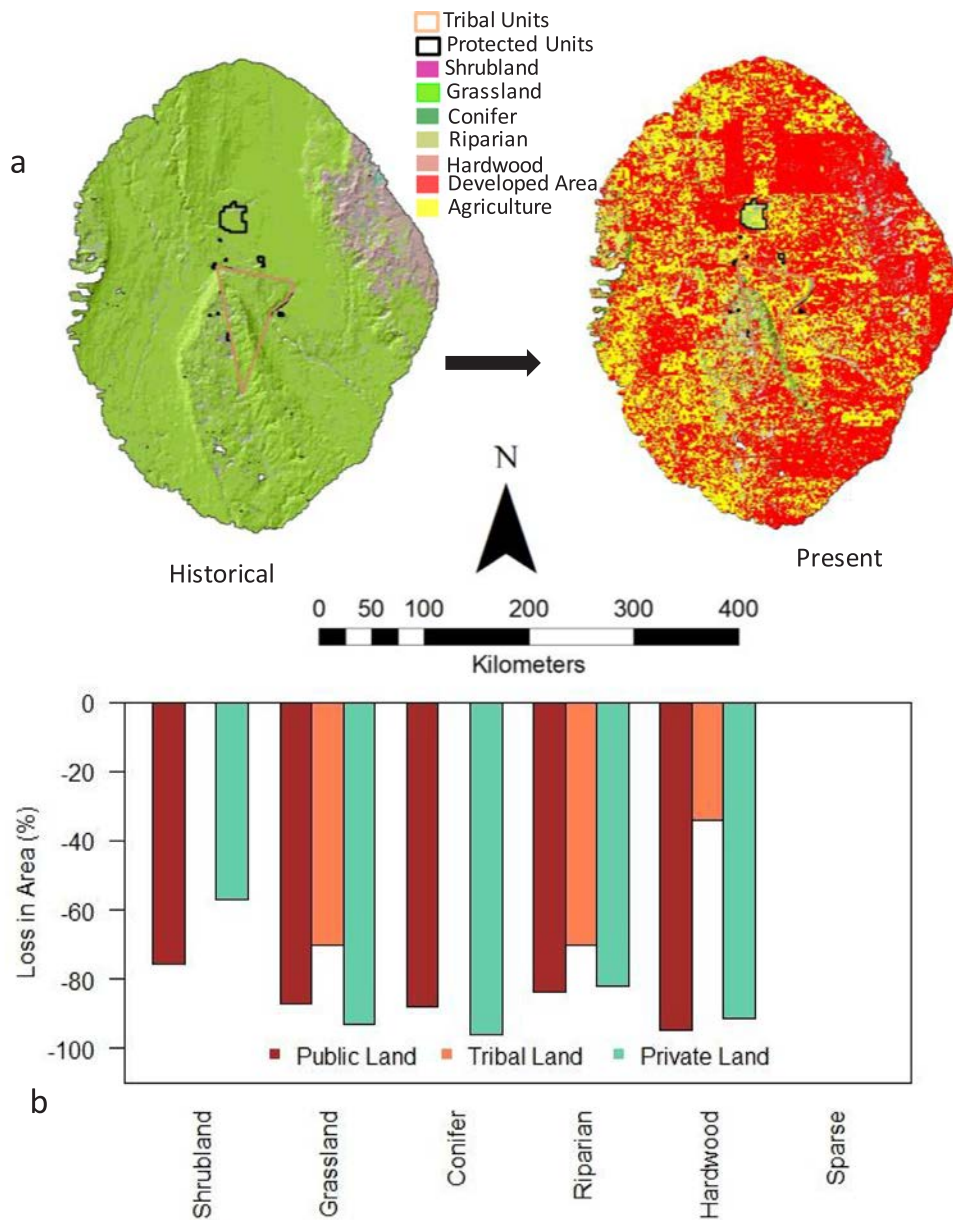 Tribal Units
Protected Units
Shrubland
Grassland
Conifer
Riparian
Hardwood
Developed Area
Agriculture
a
N
Historical
Present
0 50 100 200 300 400
Kilometers
0
-20
-40
-60
-80
-100
Loss in Area (%)
Public Land Tribal Land Private Land
b
Shrubland
Grassland
Conifer
Riparian
Hardwood
Sparse